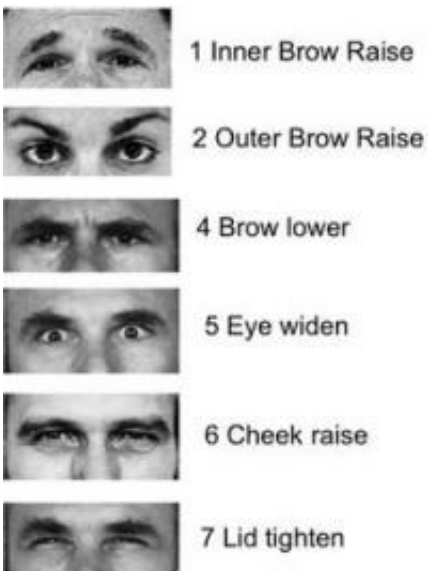 1 Inner Brow Raise
2 Outer Brow Raise
4 Brow lower
5 Eye widen
6 Cheek raise
7 Lid tighten